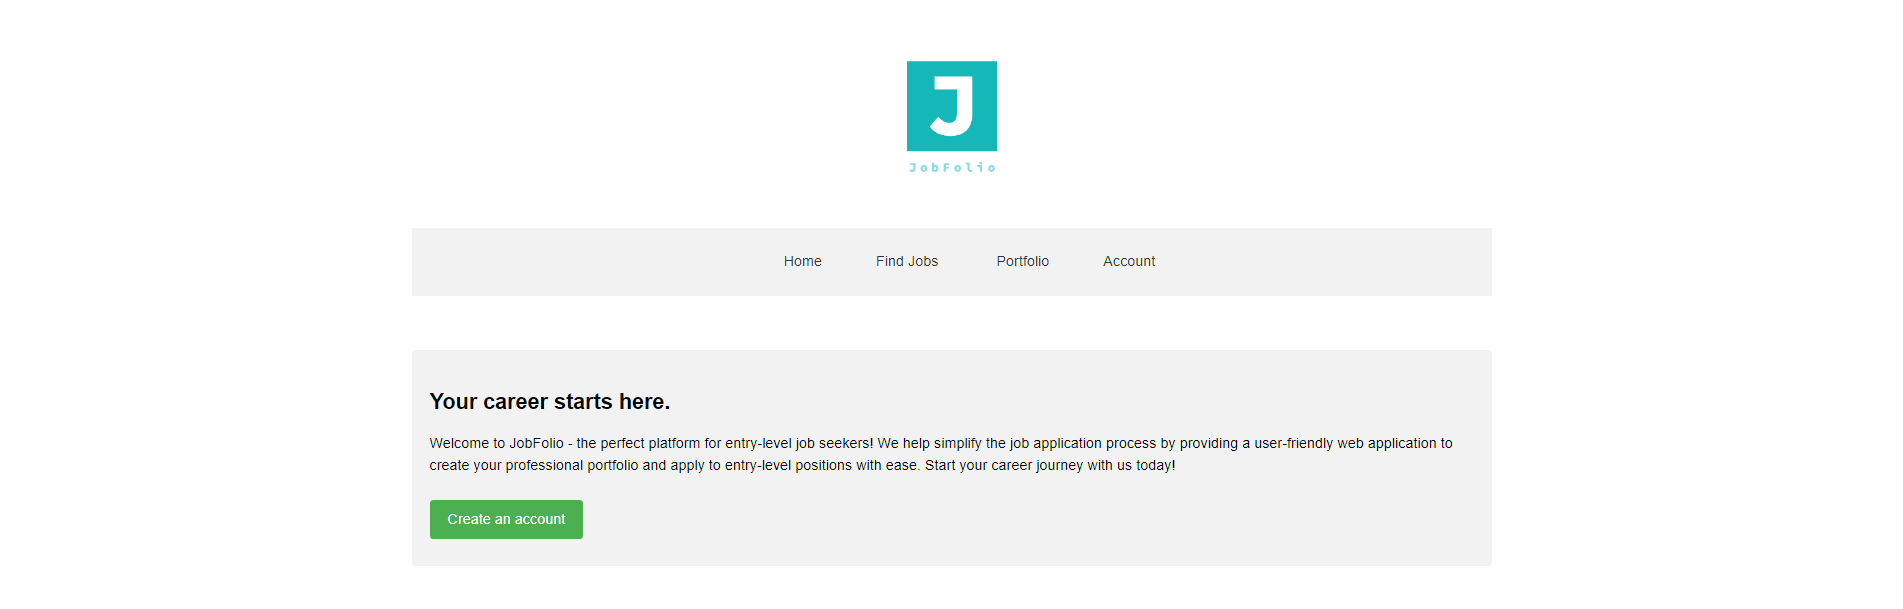 J
JobFolio
Home Find Jobs Portfolio Account
Your career starts here.
Welcome to JobFolio - the perfect platform for entry-level job seekers! We help simplify the job application process by providing a user-friendly web application to
create your professional portfolio and apply to entry-level positions with ease. Start your career journey with us today!
Create an account